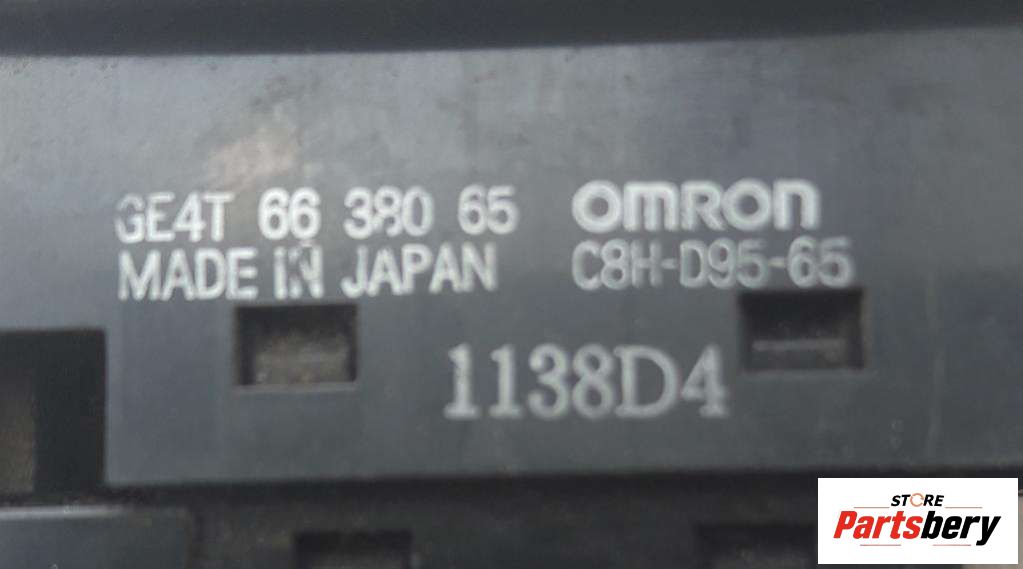 GE4T 66 380 65 OMRON
MADE IN JAPAN C8H-D95-65
1138D4
STORE
Partsbery